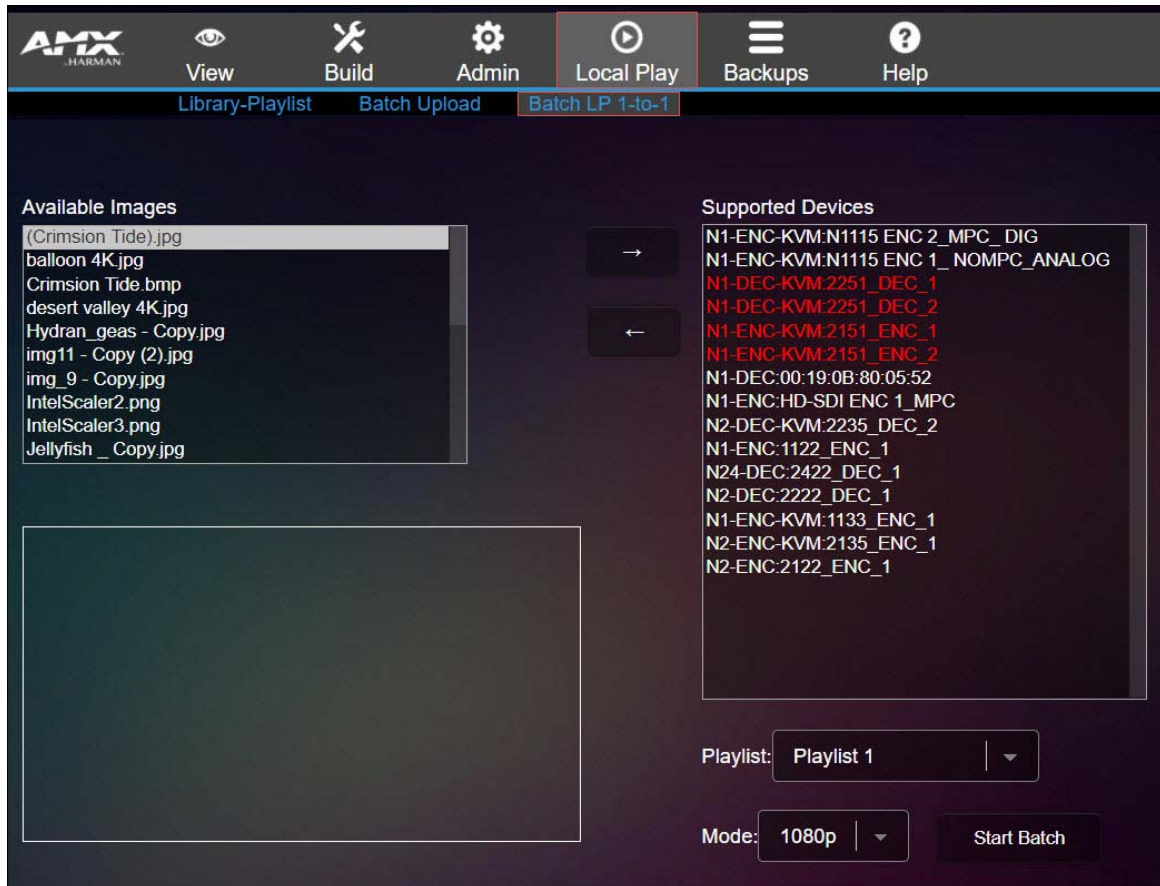 AMX
HARMAN
View
Build
Admin
Local Play
Backups
Help
Library-Playlist
Batch Upload
Batch LP 1-to-1
Available Images
(Crimsion Tide).jpg
balloon 4K.jpg
Crimsion Tide.bmp
desert valley 4K.jpg
Hydran_geas - Copy.jpg
img11 - Copy (2).jpg
img_9 - Copy.jpg
IntelScaler2.png
IntelScaler3.png
Jellyfish _ Copy.jpg
→
←
Supported Devices
N1-ENC-KVM:N1115 ENC 2_MPC_ DIG
N1-ENC-KVM:N1115 ENC 1_ NOMPC_ANALOG
N1-DEC-KVM:2251_DEC_1
N1-DEC-KVM:2251_DEC_2
N1-ENC-KVM:2151_ENC_1
N1-ENC-KVM:2151_ENC_2
N1-DEC:00:19:0B:80:05:52
N1-ENC:HD-SDI ENC 1_MPC
N2-DEC-KVM:2235_DEC_2
N1-ENC:1122_ENC_1
N24-DEC:2422_DEC_1
N2-DEC:2222_DEC_1
N1-ENC-KVM:1133_ENC_1
N2-ENC-KVM:2135_ENC_1
N2-ENC:2122_ENC_1
Playlist: Playlist 1
Mode: 1080p
Start Batch